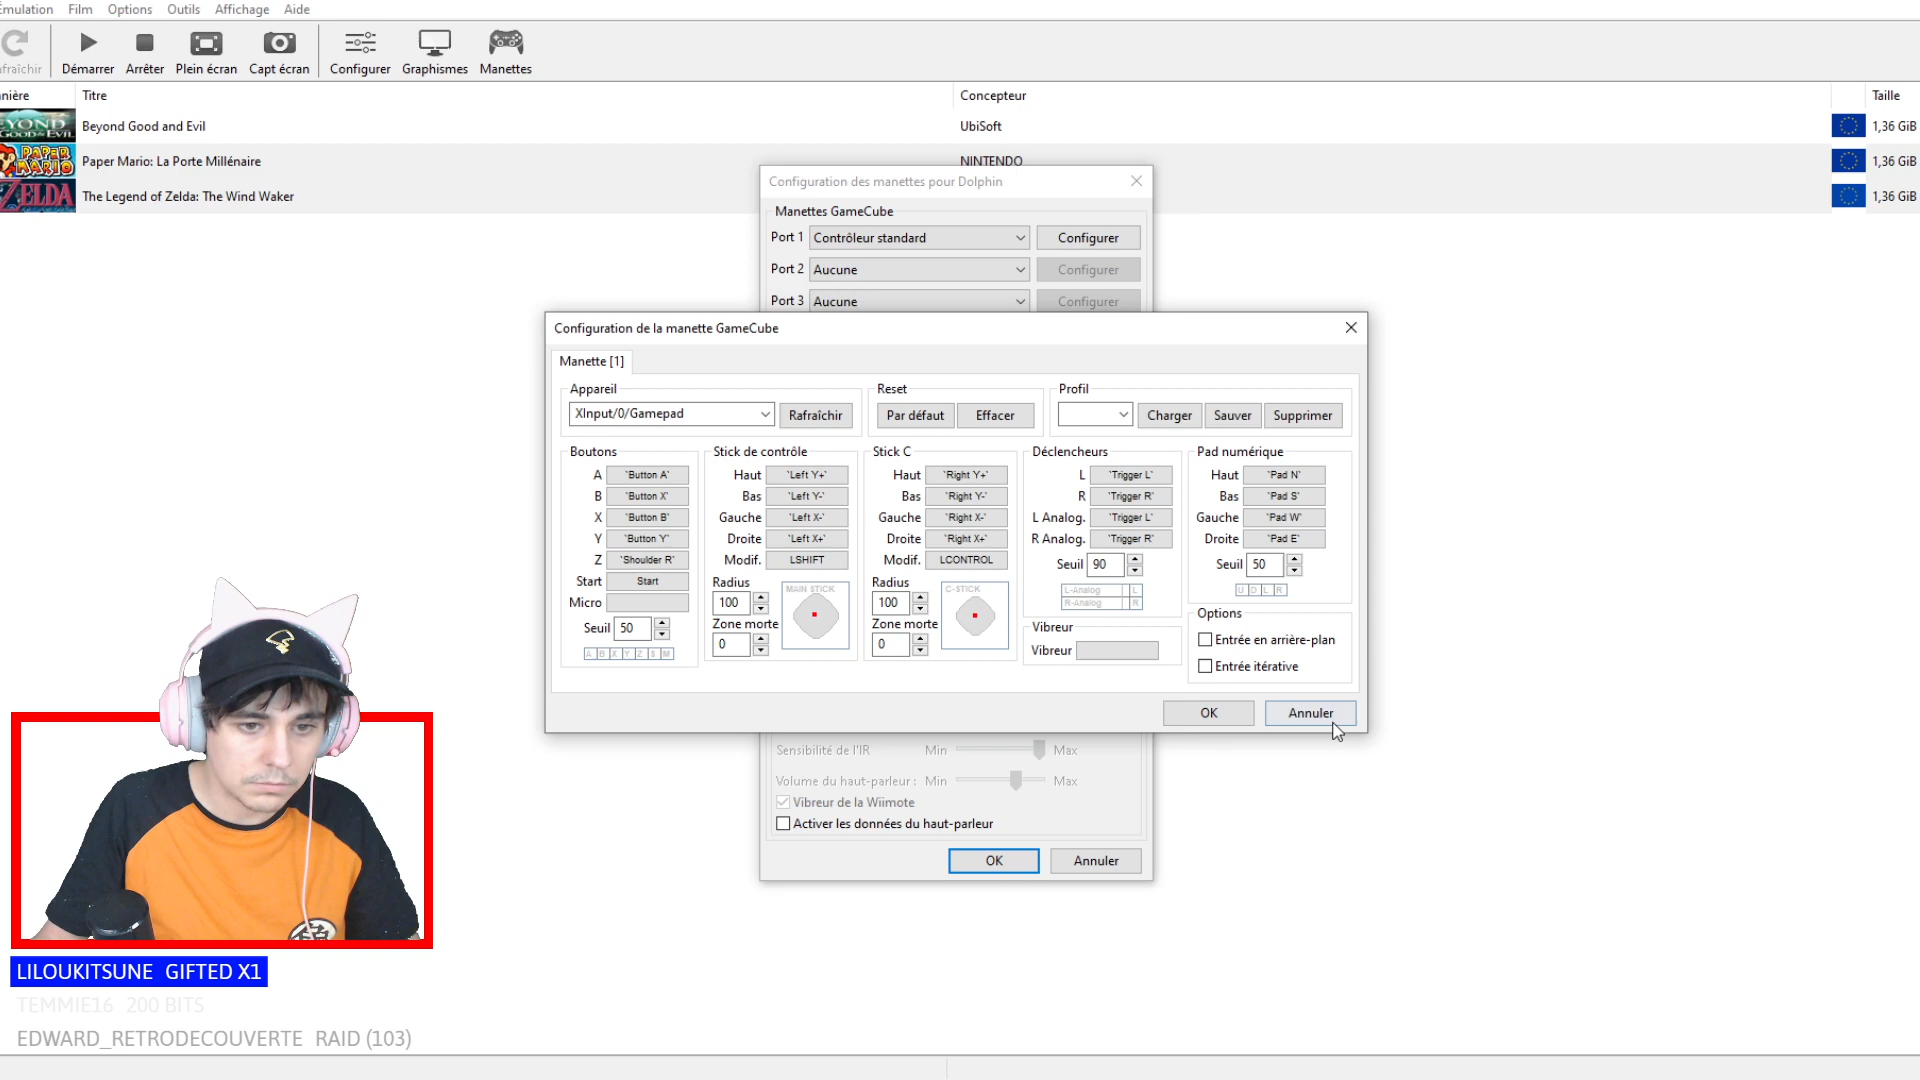 Émulation Film Options Outils Affichage Aide
Démarrer Arrêter Plein écran Capt écran Configurer Graphismes Manettes
Titre Concepteur Taille
Beyond Good and Evil UbiSoft 1,36 GiB
Paper Mario: La Porte Millénaire NINTENDO 1,36 GiB
The Legend of Zelda: The Wind Waker 1,36 GiB
PAPER
MARIO
ZELDA
Configuration des manettes pour Dolphin
Manettes GameCube
Port 1 Contrôleur standard Configurer
Port 2 Aucune Configurer
Port 3 Aucune Configurer
Configuration de la manette GameCube
Manette [1]
Appareil Reset Profil
XInput/0/Gamepad Rafraîchir Par défaut Effacer Charger Sauver Supprimer
Boutons
A `Button A`
B `Button X`
X `Button B`
Y `Button Y`
Z `Shoulder R`
Start Start
Micro
Seuil 50
A B X Y Z S M
Stick de contrôle
Haut `Left Y+`
Bas `Left Y-`
Gauche `Left X-`
Droite `Left X+`
Modif. LSHIFT
Radius
100
Zone morte
0
MAIN STICK
Stick C
Haut `Right Y+`
Bas `Right Y-`
Gauche `Right X-`
Droite `Right X+`
Modif. LCONTROL
Radius
100
Zone morte
0
C-STICK
Déclencheurs
L `Trigger L`
R `Trigger R`
L Analog. `Trigger L`
R Analog. `Trigger R`
Seuil 90
L-Analog L
R-Analog R
Vibreur
Vibreur
Pad numérique
Haut `Pad N`
Bas `Pad S`
Gauche `Pad W`
Droite `Pad E`
Seuil 50
U D L R
Options
Entrée en arrière-plan
Entrée itérative
OK Annuler
Sensibilité de l'IR Min Max
Volume du haut-parleur : Min Max
Vibreur de la Wiimote
Activer les données du haut-parleur
OK Annuler
LILOUKITSUNE GIFTED X1
TEMMIE16 200 BITS
EDWARD_RETRODECOUVERTE RAID (103)